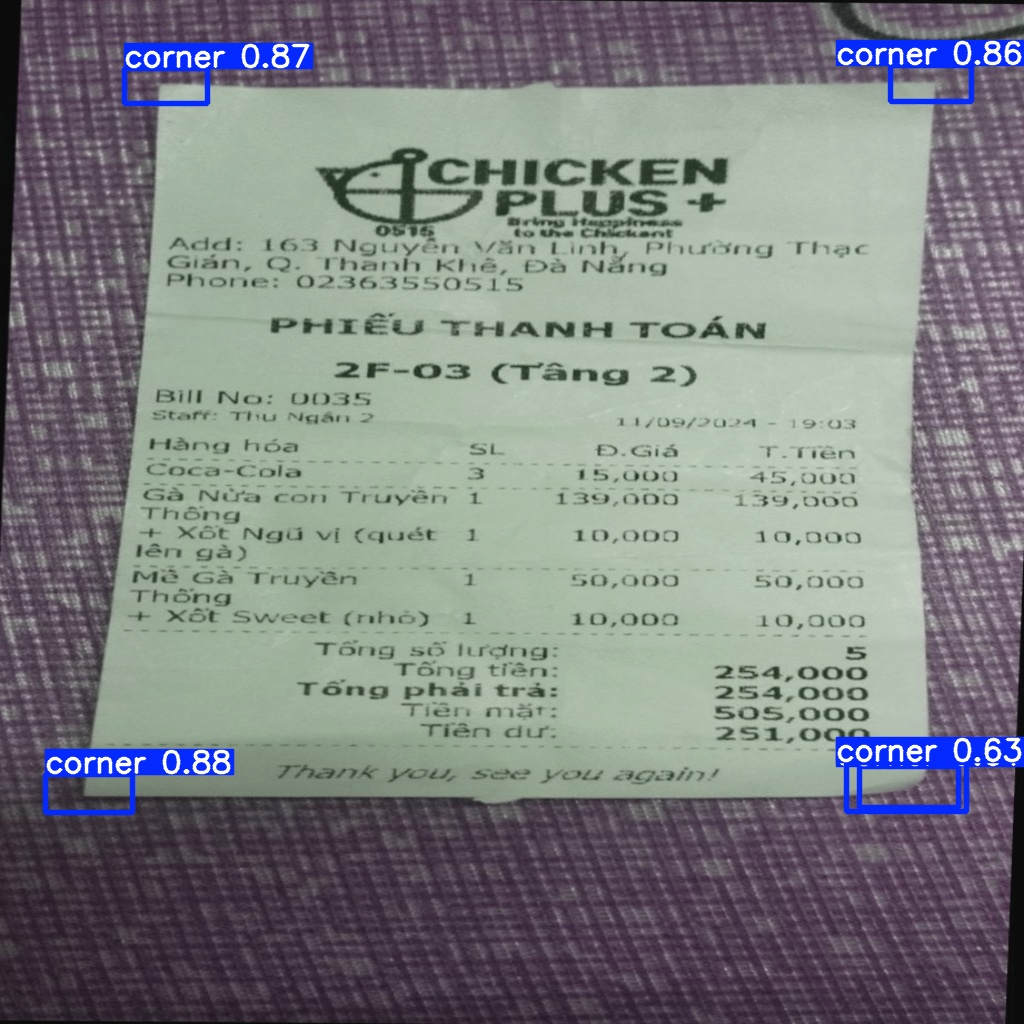 corner 0.87
corner 0.86
CHICKEN
PLUS +
Bring Happiness
to the Chickent
0515
Add: 163 Nguyễn Văn Linh, Phường Thạc
Gián, Q. Thanh Khê, Đà Nẵng
Phone: 02363550515
PHIẾU THANH TOÁN
2F-03 (Tầng 2)
Bill No: 0035
Staff: Thu Ngân 2 11/09/2024 - 19:03
Hàng hóa SL Đ.Giá T.Tiền
Coca-Cola 3 15,000 45,000
Gà Nửa con Truyền 1 139,000 139,000
Thống
+ Xốt Ngũ vị (quét 1 10,000 10,000
lên gà)
Mề Gà Truyền 1 50,000 50,000
Thống
+ Xốt Sweet (nhỏ) 1 10,000 10,000
Tổng số lượng: 5
Tổng tiền: 254,000
Tổng phải trả: 254,000
Tiền mặt: 505,000
Tiền dư: 251,000
corner 0.88
corner 0.63
Thank you, see you again!